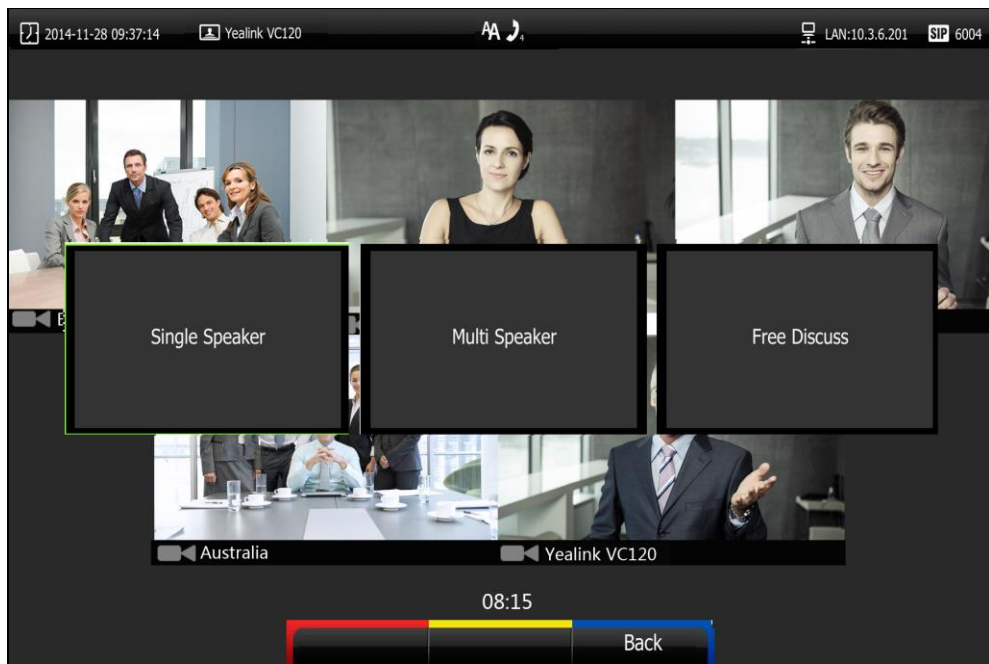 2014-11-28 09:37:14
Yealink VC120
AA 4
LAN:10.3.6.201
SIP 6004
Single Speaker
Multi Speaker
Free Discuss
Australia
Yealink VC120
08:15
Back